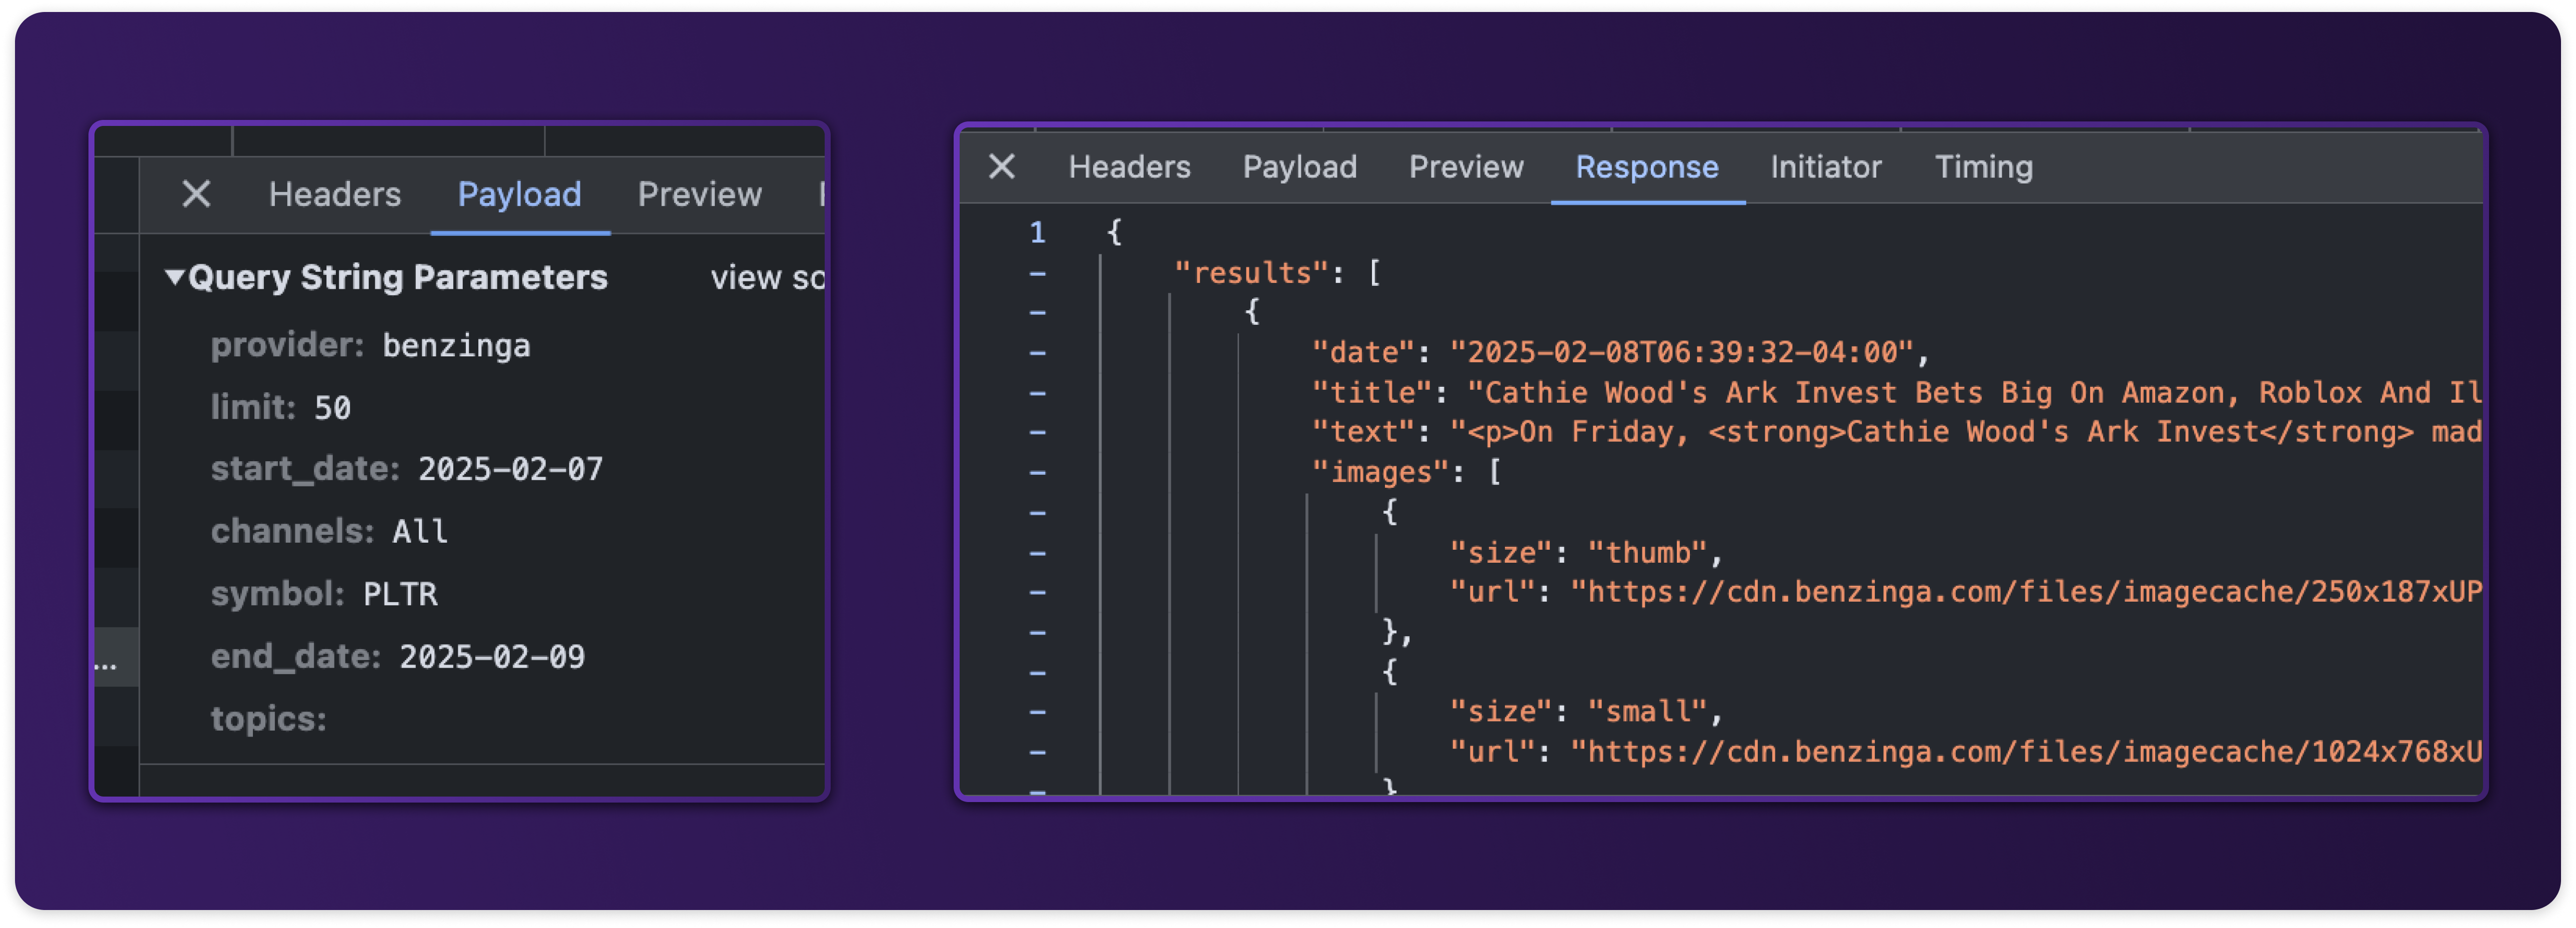 Headers Payload Preview
▼Query String Parameters view so
provider: benzinga
limit: 50
start_date: 2025-02-07
channels: All
symbol: PLTR
end_date: 2025-02-09
topics:
...
Headers Payload Preview Response Initiator Timing
1 {
– "results": [
– {
– "date": "2025-02-08T06:39:32-04:00",
– "title": "Cathie Wood's Ark Invest Bets Big On Amazon, Roblox And Il
– "text": "<p>On Friday, <strong>Cathie Wood's Ark Invest</strong> mad
– "images": [
– {
– "size": "thumb",
– "url": "https://cdn.benzinga.com/files/imagecache/250x187xUP
– },
– {
– "size": "small",
– "url": "https://cdn.benzinga.com/files/imagecache/1024x768xU
– }